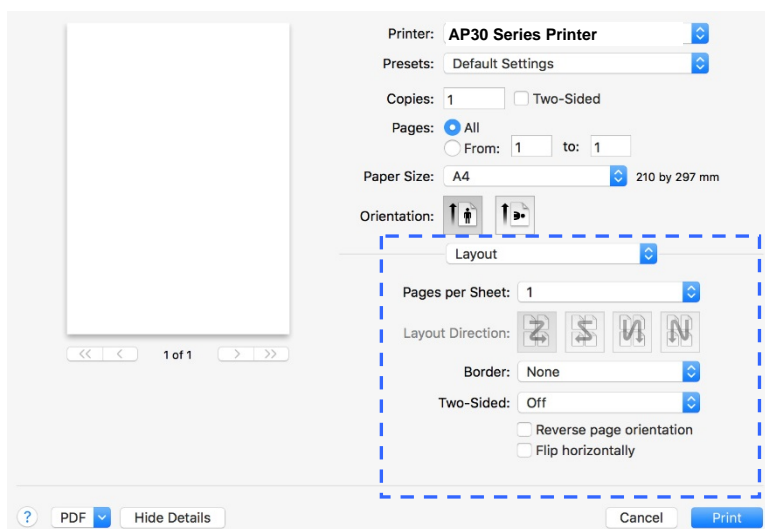 Printer: AP30 Series Printer
Presets: Default Settings
Copies: 1 Two-Sided
Pages: All
From: 1 to: 1
Paper Size: A4 210 by 297 mm
Orientation:
Layout
Pages per Sheet: 1
Layout Direction:
Border: None
Two-Sided: Off
Reverse page orientation
Flip horizontally
<< < 1 of 1 > >>
? PDF Hide Details Cancel Print